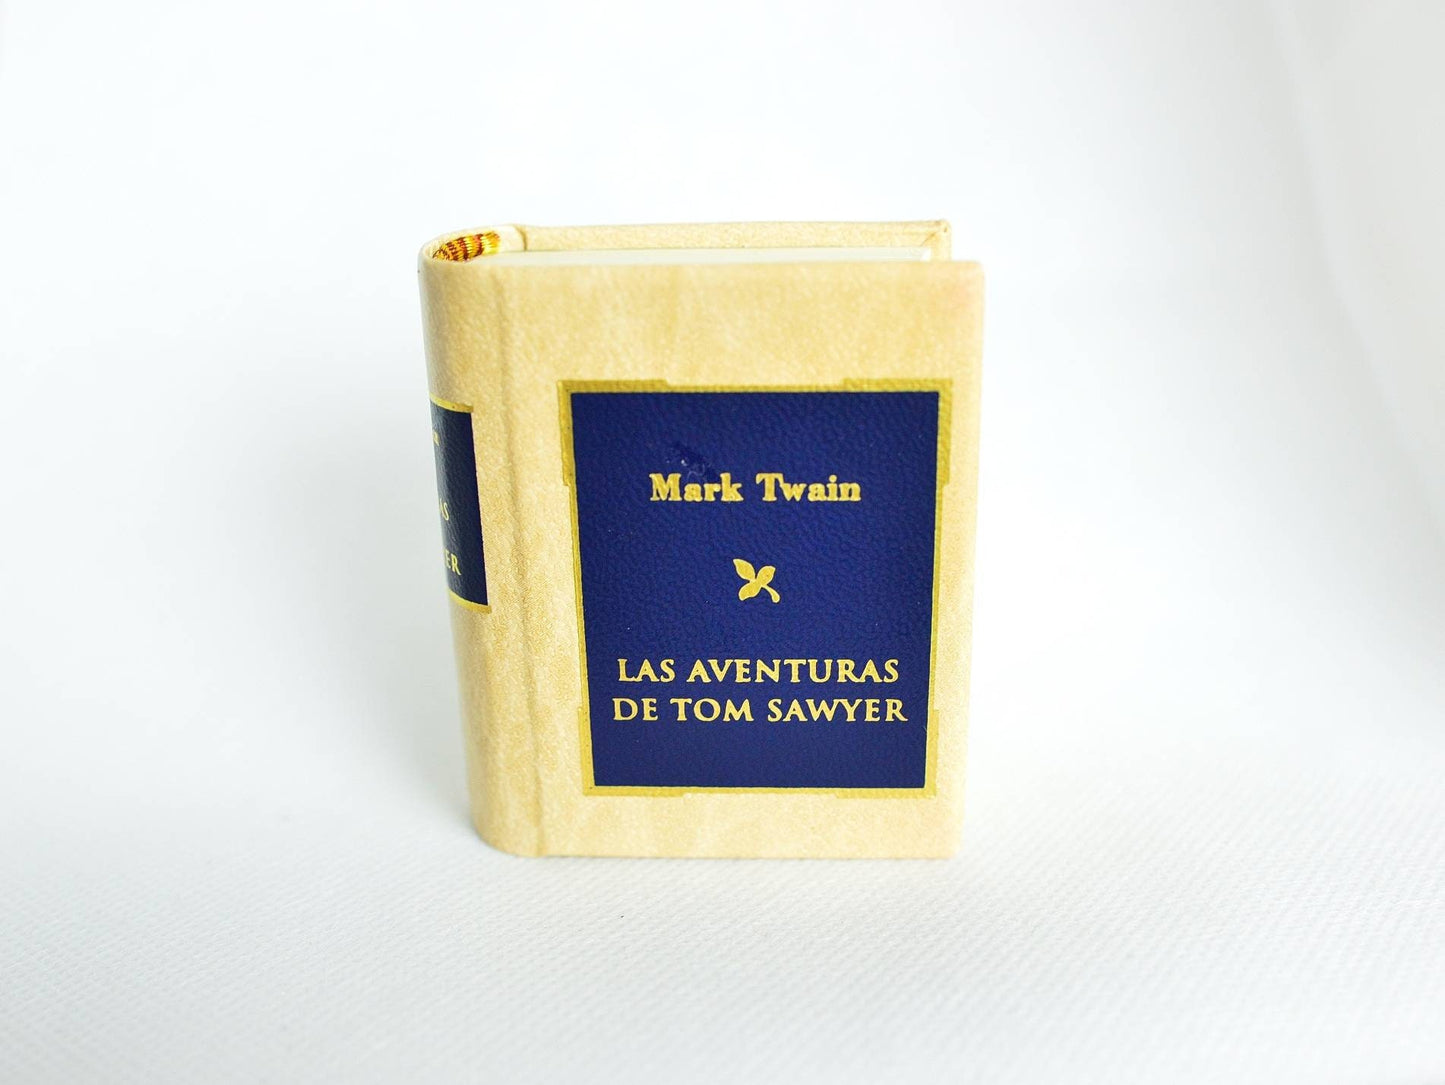 Mark Twain
LAS AVENTURAS
DE TOM SAWYER